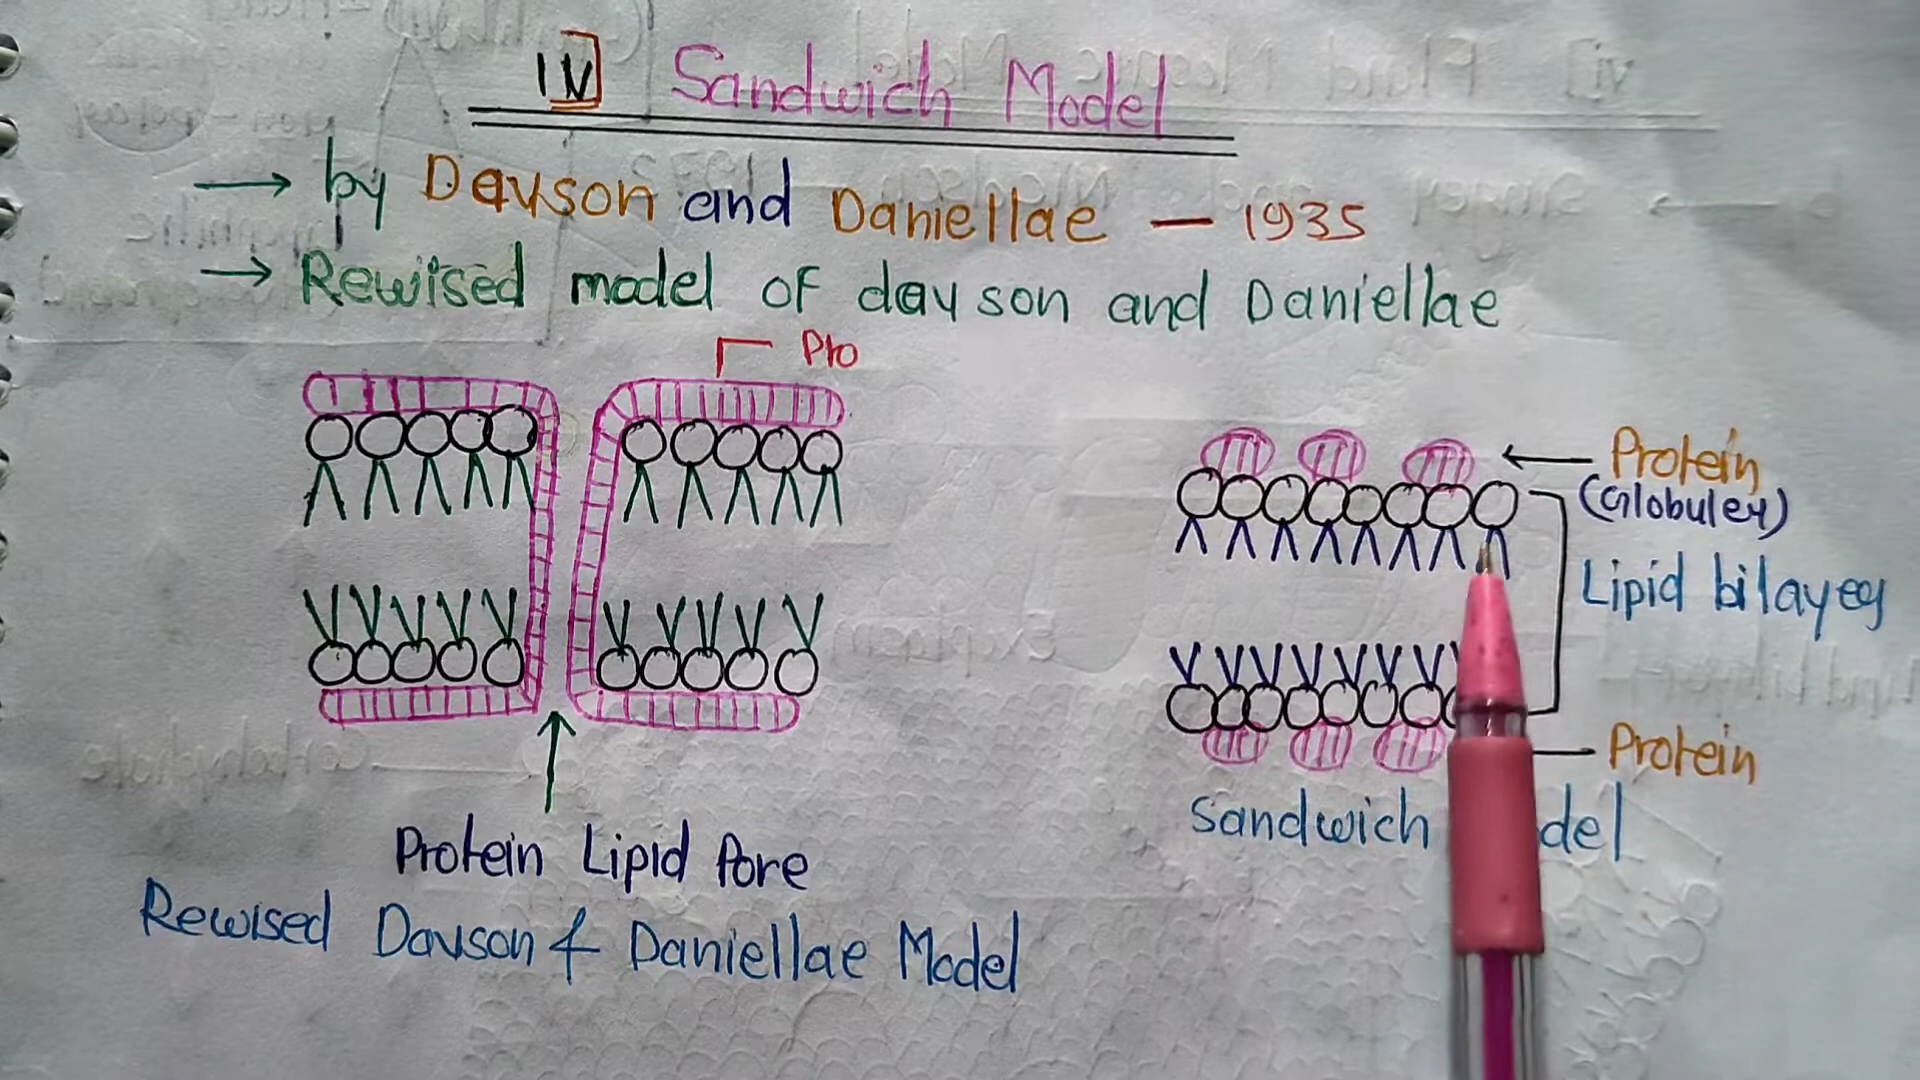 IV Sandwich Model
→ by Davson and Daniellae — 1935
→ Rewised model of davson and Daniellae
Pro
Protein
(Globuler)
Lipid bilayer
Protein
Sandwich del
Protein Lipid Pore
Rewised Davson & Daniellae Model